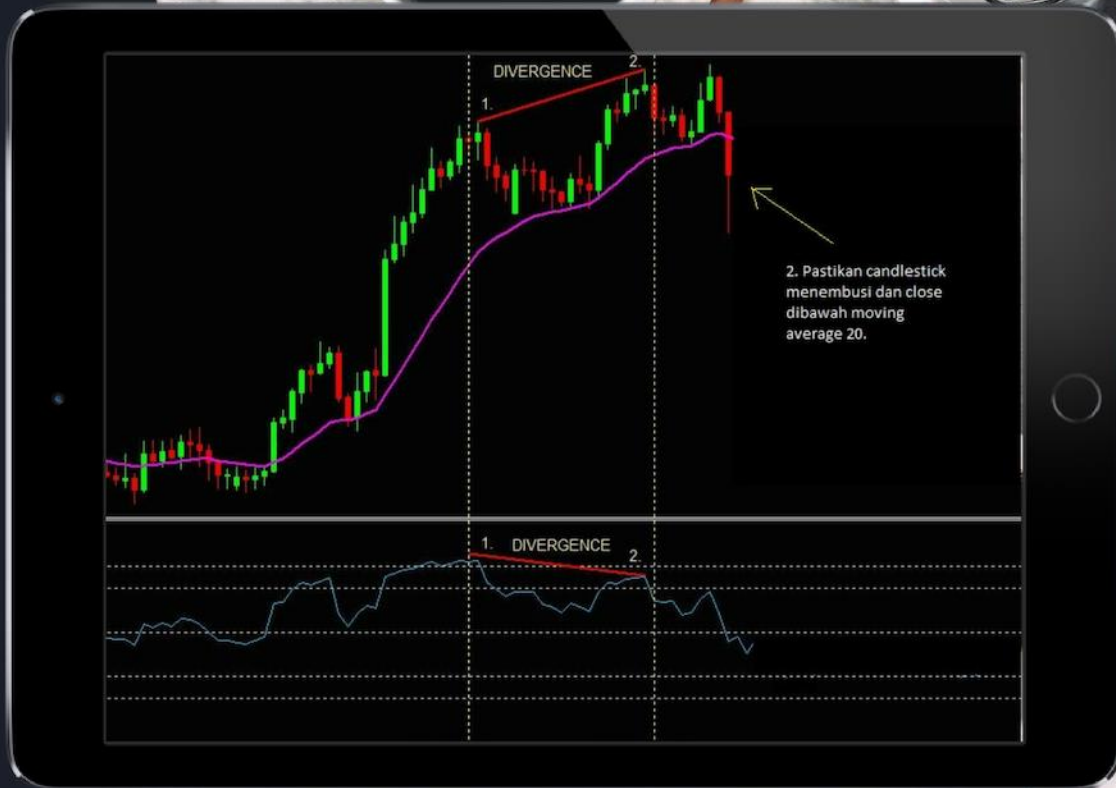 DIVERGENCE
1.
2.
2. Pastikan candlestick
menembusi dan close
dibawah moving
average 20.
1.
DIVERGENCE
2.